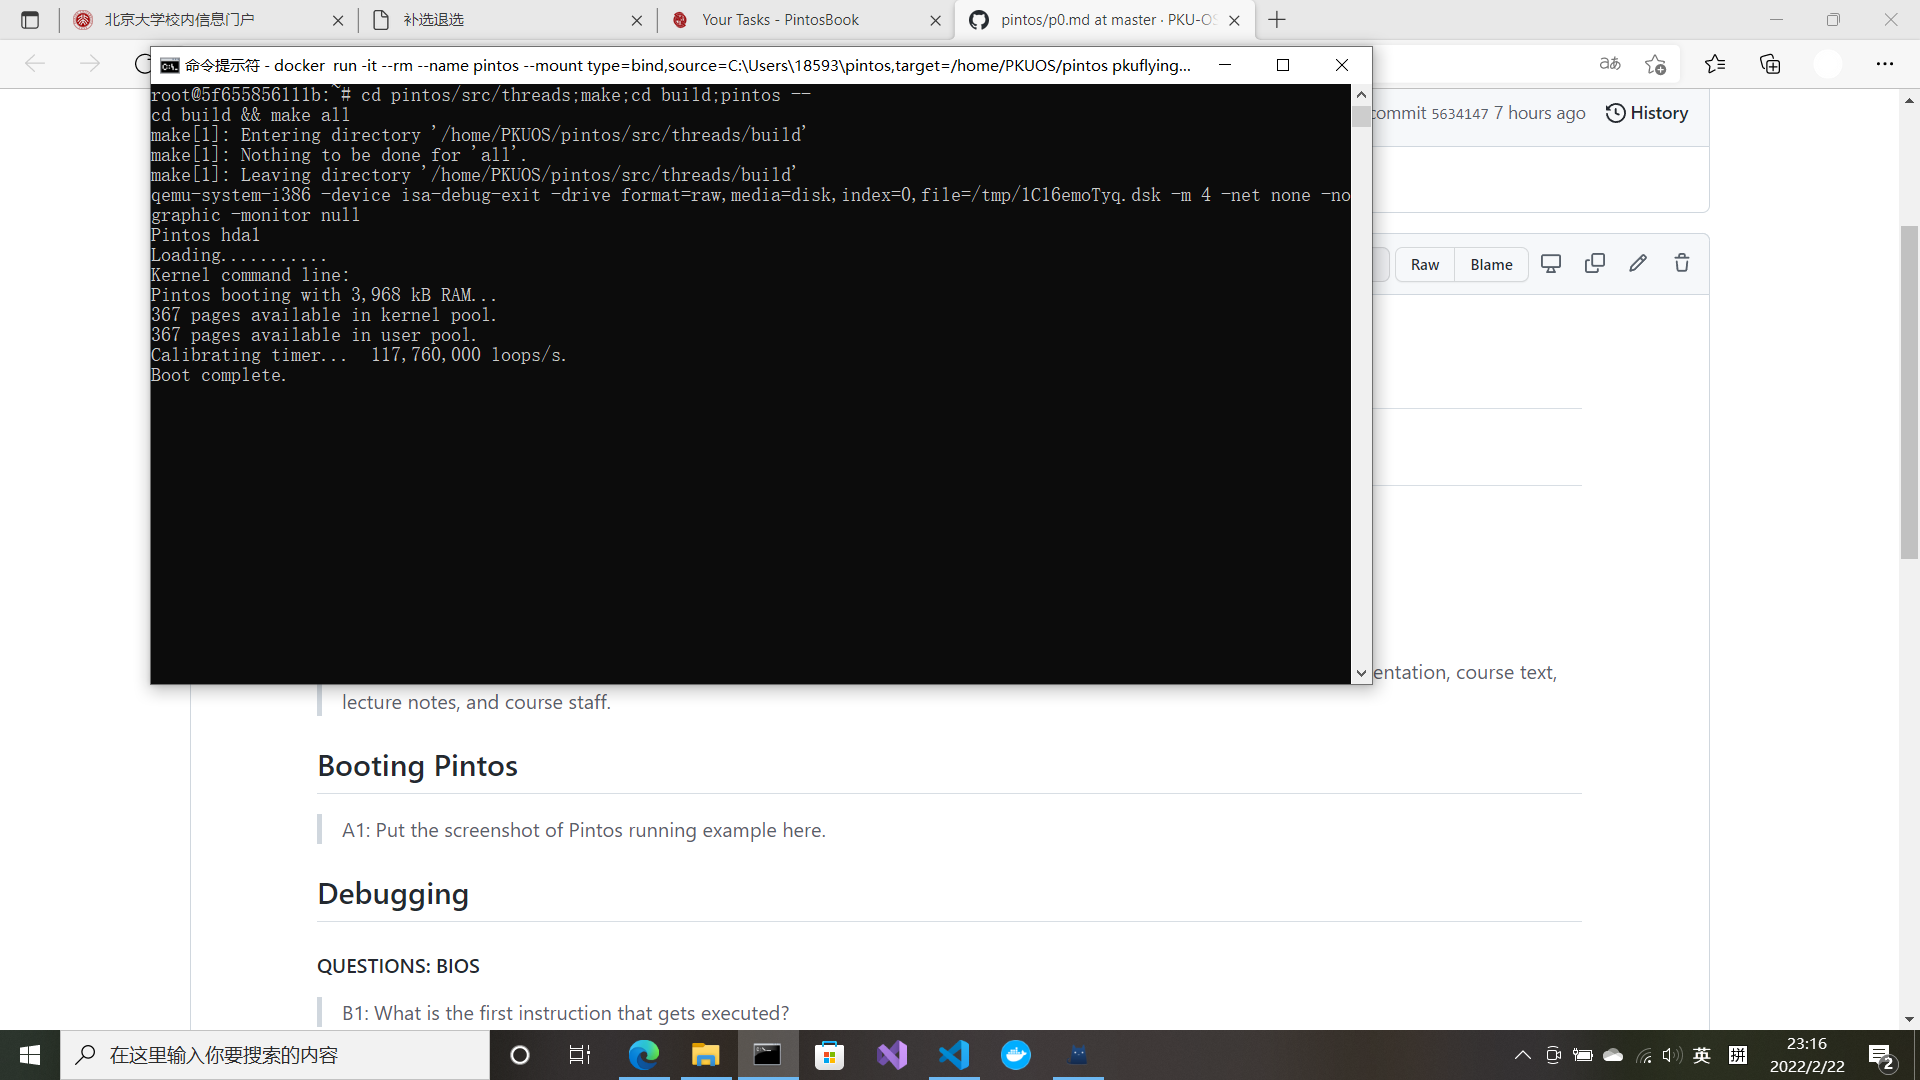 北京大学校内信息门户
补选退选
Your Tasks - PintosBook
pintos/p0.md at master · PKU-OS
命令提示符 - docker  run -it --rm --name pintos --mount type=bind,source=C:\Users\18593\pintos,target=/home/PKUOS/pintos pkuflying...
root@5f655856111b:~# cd pintos/src/threads;make;cd build;pintos --
cd build && make all
make[1]: Entering directory '/home/PKUOS/pintos/src/threads/build'
make[1]: Nothing to be done for 'all'.
make[1]: Leaving directory '/home/PKUOS/pintos/src/threads/build'
qemu-system-i386 -device isa-debug-exit -drive format=raw,media=disk,index=0,file=/tmp/lCl6emoTyq.dsk -m 4 -net none -no
graphic -monitor null
Pintos hda1
Loading...........
Kernel command line:
Pintos booting with 3,968 kB RAM...
367 pages available in kernel pool.
367 pages available in user pool.
Calibrating timer...  117,760,000 loops/s.
Boot complete.
commit 5634147 7 hours ago
History
Raw
Blame
entation, course text,
lecture notes, and course staff.
Booting Pintos
A1: Put the screenshot of Pintos running example here.
Debugging
QUESTIONS: BIOS
B1: What is the first instruction that gets executed?
在这里输入你要搜索的内容
英
拼
23:16
2022/2/22
2